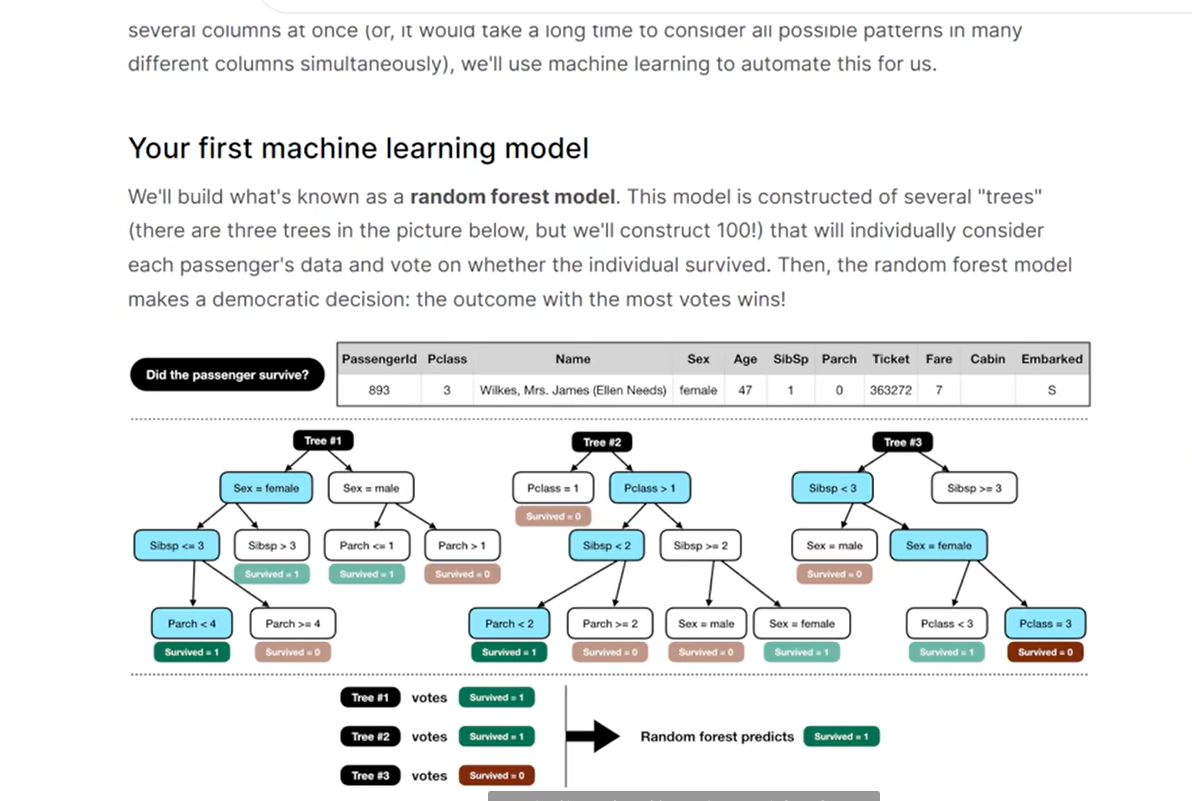 several columns at once (or, it would take a long time to consider all possible patterns in many
different columns simultaneously), we'll use machine learning to automate this for us.
Your first machine learning model
We'll build what's known as a random forest model. This model is constructed of several "trees"
(there are three trees in the picture below, but we'll construct 100!) that will individually consider
each passenger's data and vote on whether the individual survived. Then, the random forest model
makes a democratic decision: the outcome with the most votes wins!
Did the passenger survive?
PassengerId Pclass Name Sex Age SibSp Parch Ticket Fare Cabin Embarked
893 3 Wilkes, Mrs. James (Ellen Needs) female 47 1 0 363272 7 S
Tree #1 Tree #2 Tree #3
Sex = female Sex = male Pclass = 1 Pclass > 1 Sibsp < 3 Sibsp >= 3
Survived = 0
Sibsp <= 3 Sibsp > 3 Parch <= 1 Parch > 1 Sibsp < 2 Sibsp >= 2 Sex = male Sex = female
Survived = 1 Survived = 1 Survived = 0 Survived = 0
Parch < 4 Parch >= 4 Parch < 2 Parch >= 2 Sex = male Sex = female Pclass < 3 Pclass = 3
Survived = 1 Survived = 0 Survived = 1 Survived = 0 Survived = 0 Survived = 1 Survived = 1 Survived = 0
Tree #1 votes Survived = 1
Tree #2 votes Survived = 1 Random forest predicts Survived = 1
Tree #3 votes Survived = 0